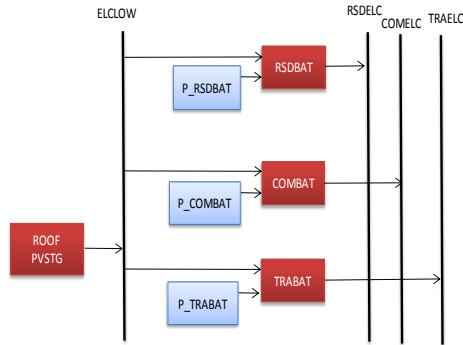 ELCLOW
RSDELC
COMELC
TRAELC
RSDBAT
P_RSDBAT
COMBAT
P_COMBAT
ROOF
PVSTG
TRABAT
P_TRABAT